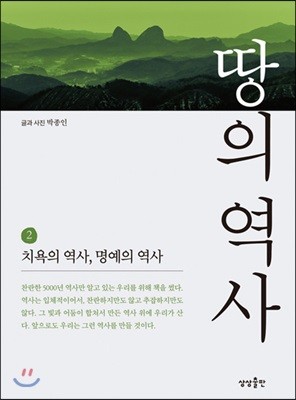 땅의 역사
글과 사진 박종인
2
치욕의 역사, 명예의 역사
찬란한 5000년 역사만 알고 있는 우리를 위해 책을 썼다.
역사는 입체적이어서, 찬란하지만도 않고 추잡하지만도
않다. 그 빛과 어둠이 합쳐서 만든 역사 위에 우리가 산
다. 앞으로도 우리는 그런 역사를 만들 것이다.
상상출판
yes24